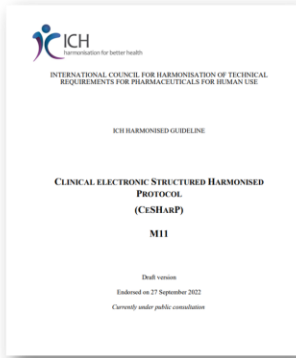 ICH
harmonisation for better health
INTERNATIONAL COUNCIL FOR HARMONISATION OF TECHNICAL
REQUIREMENTS FOR PHARMACEUTICALS FOR HUMAN USE
ICH HARMONISED GUIDELINE
CLINICAL ELECTRONIC STRUCTURED HARMONISED
PROTOCOL
(CESHARP)
M11
Draft version
Endorsed on 27 September 2022
Currently under public consultation